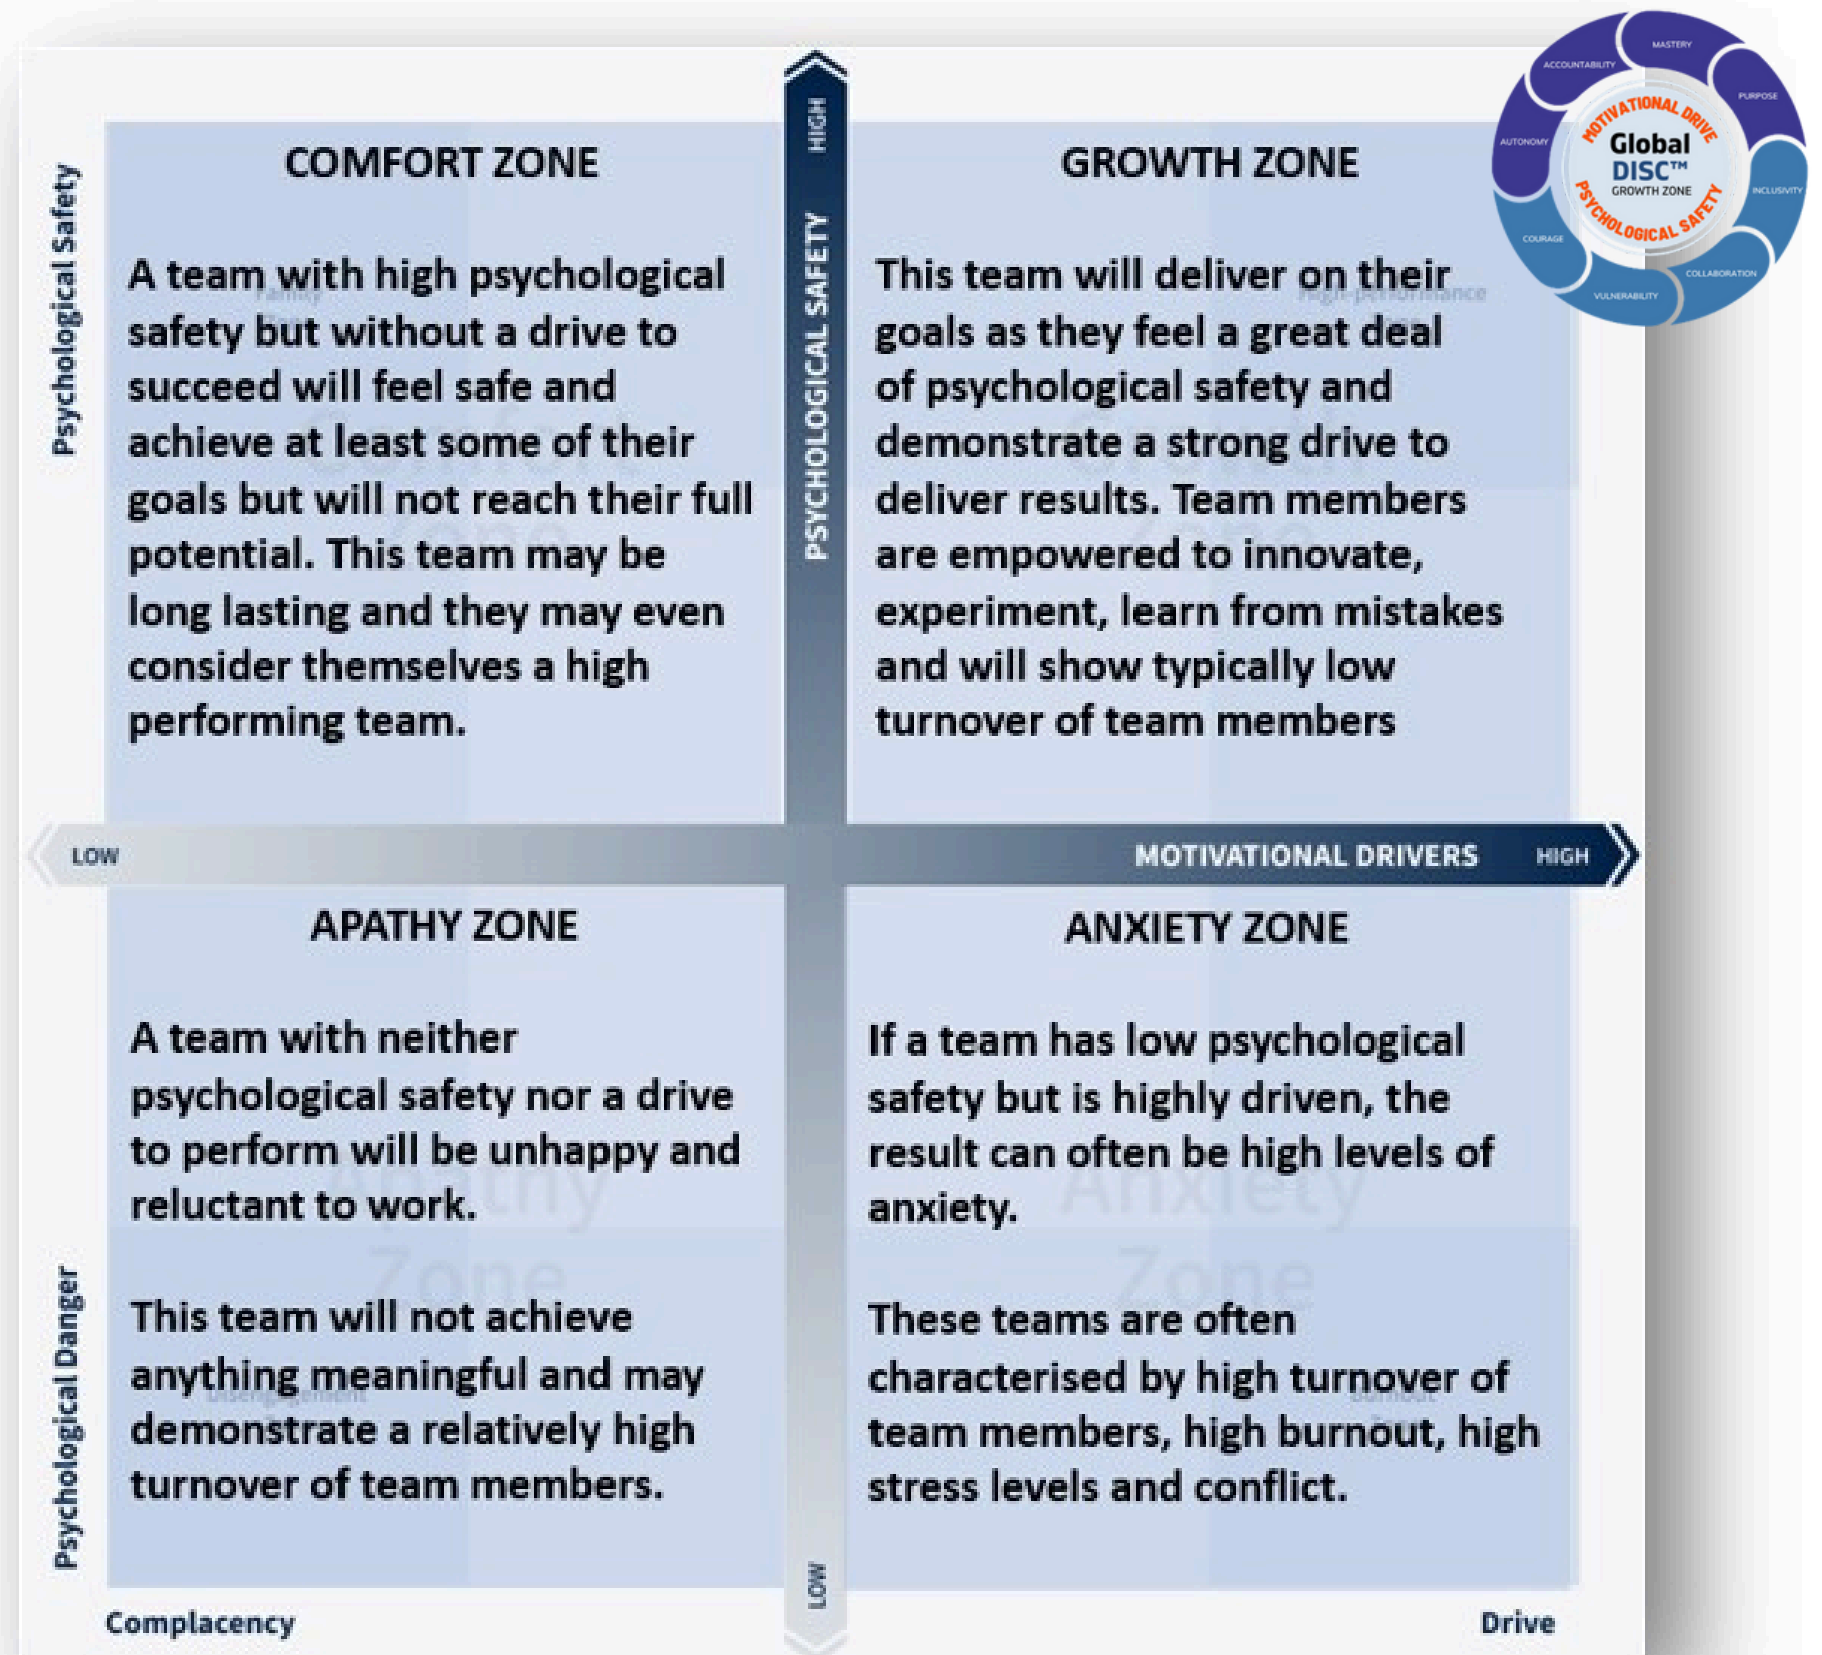 MASTERY
ACCOUNTABILITY
PURPOSE
AUTONOMY
MOTIVATIONAL DRIVE
Global
DISC™
GROWTH ZONE
PSYCHOLOGICAL SAFETY
INCLUSIVITY
COURAGE
COLLABORATION
VULNERABILITY
HIGH
PSYCHOLOGICAL SAFETY
Psychological Safety
COMFORT ZONE
A team with high psychological
safety but without a drive to
succeed will feel safe and
achieve at least some of their
goals but will not reach their full
potential. This team may be
long lasting and they may even
consider themselves a high
performing team.
GROWTH ZONE
This team will deliver on their
goals as they feel a great deal
of psychological safety and
demonstrate a strong drive to
deliver results. Team members
are empowered to innovate,
experiment, learn from mistakes
and will show typically low
turnover of team members
LOW
MOTIVATIONAL DRIVERS
HIGH
Psychological Danger
APATHY ZONE
A team with neither
psychological safety nor a drive
to perform will be unhappy and
reluctant to work.
This team will not achieve
anything meaningful and may
demonstrate a relatively high
turnover of team members.
Apathy
Zone
ANXIETY ZONE
If a team has low psychological
safety but is highly driven, the
result can often be high levels of
anxiety.
These teams are often
characterised by high turnover of
team members, high burnout, high
stress levels and conflict.
Anxiety
Zone
LOW
Complacency
Drive